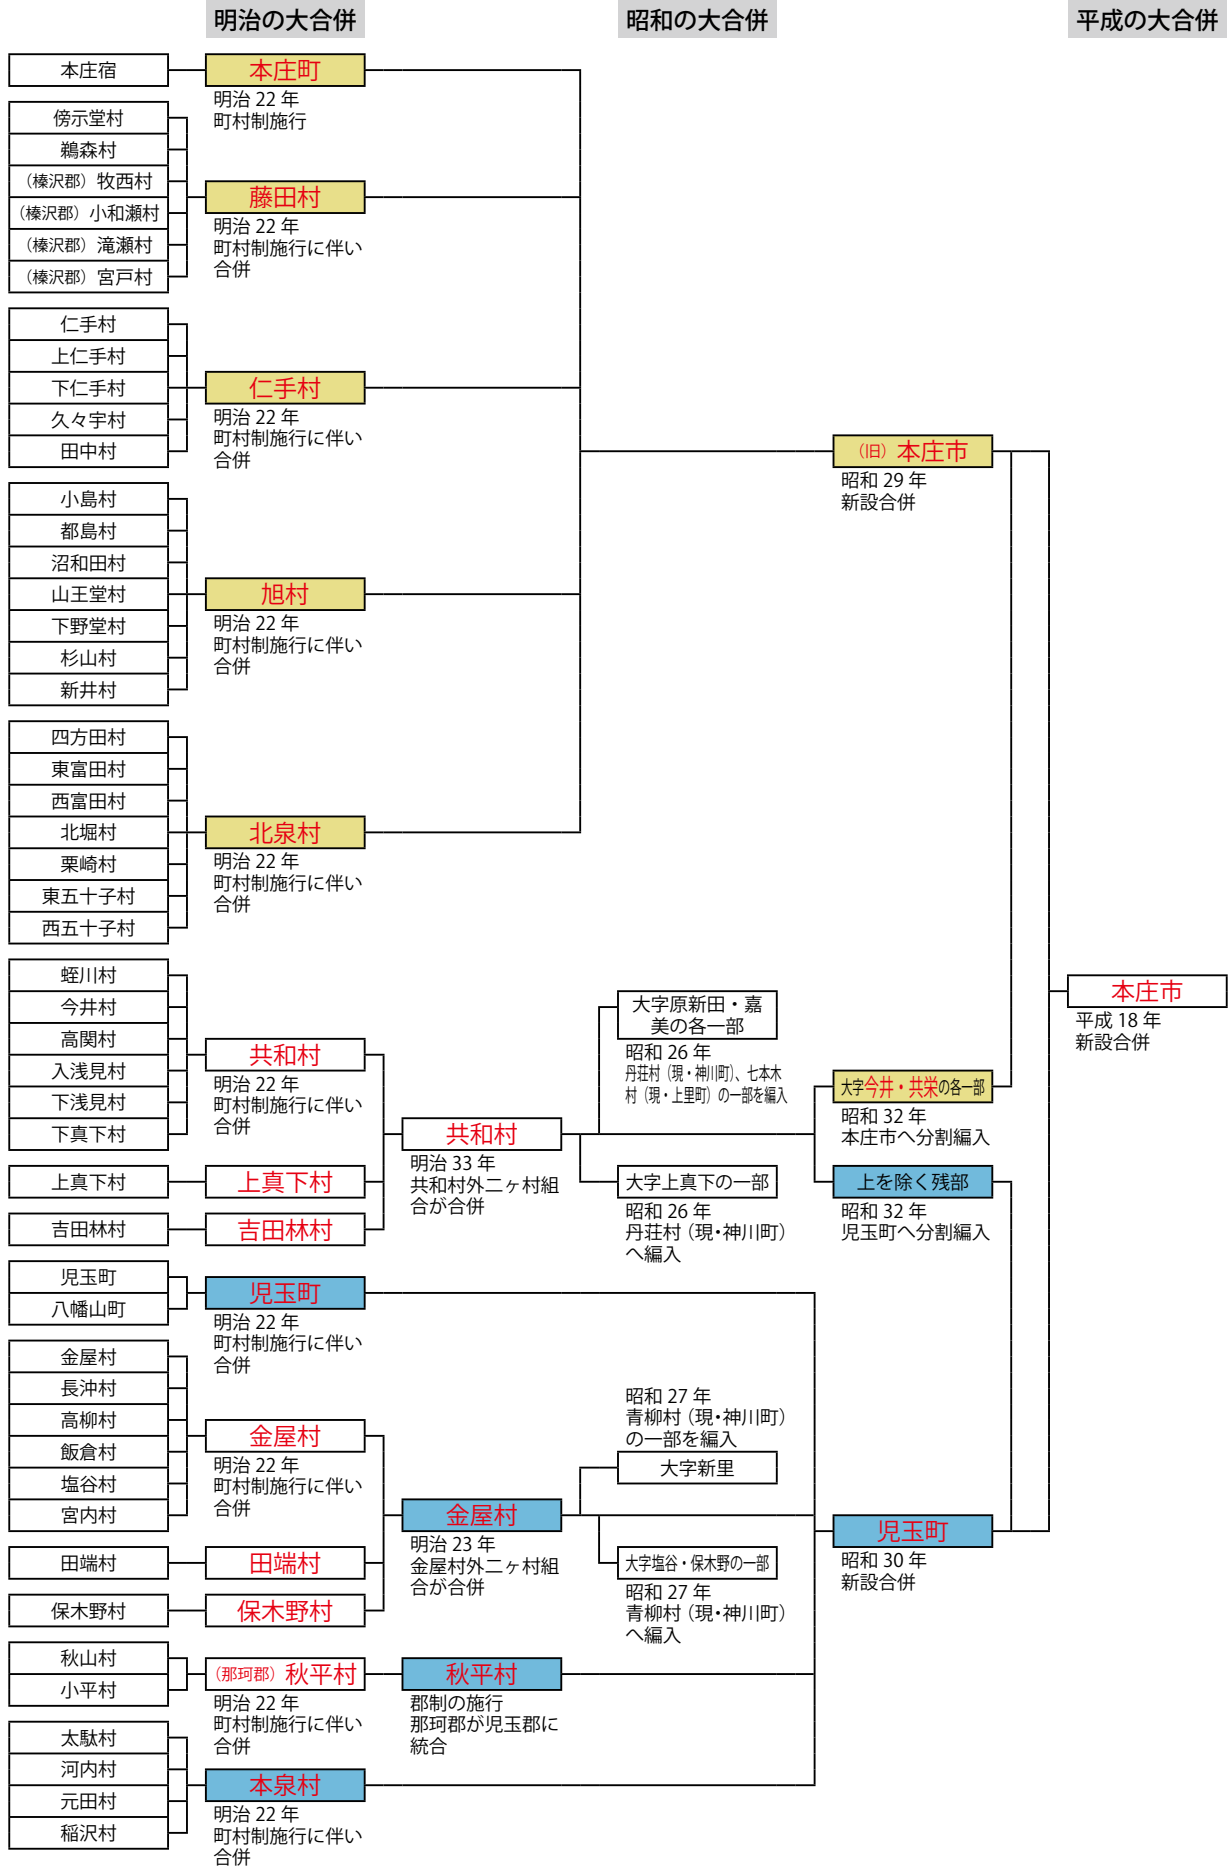 明治の大合併
昭和の大合併
平成の大合併
本庄宿
本庄町
明治 22 年
町村制施行
傍示堂村
鵜森村
（榛沢郡）牧西村
（榛沢郡）小和瀬村
（榛沢郡）滝瀬村
（榛沢郡）宮戸村
藤田村
明治 22 年
町村制施行に伴い
合併
仁手村
上仁手村
下仁手村
久々宇村
田中村
仁手村
明治 22 年
町村制施行に伴い
合併
（旧）本庄市
昭和 29 年
新設合併
小島村
都島村
沼和田村
山王堂村
下野堂村
杉山村
新井村
旭村
明治 22 年
町村制施行に伴い
合併
四方田村
東富田村
西富田村
北堀村
栗崎村
東五十子村
西五十子村
北泉村
明治 22 年
町村制施行に伴い
合併
本庄市
平成 18 年
新設合併
蛭川村
今井村
高関村
入浅見村
下浅見村
下真下村
共和村
明治 22 年
町村制施行に伴い
合併
上真下村
上真下村
吉田林村
吉田林村
共和村
明治 33 年
共和村外二ヶ村組
合が合併
大字原新田・嘉
美の各一部
昭和 26 年
丹荘村（現・神川町）、七本木
村（現・上里町）の一部を編入
大字上真下の一部
昭和 26 年
丹荘村（現・神川町）
へ編入
大字今井・共栄の各一部
昭和 32 年
本庄市へ分割編入
上を除く残部
昭和 32 年
児玉町へ分割編入
児玉町
八幡山町
児玉町
明治 22 年
町村制施行に伴い
合併
金屋村
長沖村
高柳村
飯倉村
塩谷村
宮内村
金屋村
明治 22 年
町村制施行に伴い
合併
田端村
田端村
保木野村
保木野村
金屋村
明治 23 年
金屋村外二ヶ村組
合が合併
昭和 27 年
青柳村（現・神川町）
の一部を編入
大字新里
大字塩谷・保木野の一部
昭和 27 年
青柳村（現・神川町）
へ編入
児玉町
昭和 30 年
新設合併
秋山村
小平村
（那珂郡）秋平村
明治 22 年
町村制施行に伴い
合併
秋平村
郡制の施行
那珂郡が児玉郡に
統合
太駄村
河内村
元田村
稲沢村
本泉村
明治 22 年
町村制施行に伴い
合併